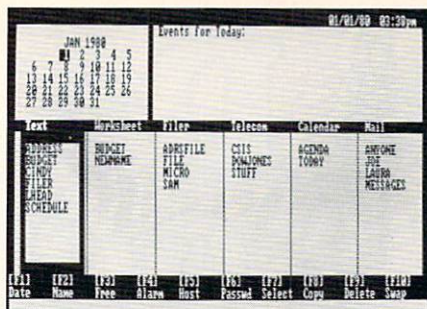 01/01/80 03:38pm
JAN 1980
1 2 3 4 5
6 7 8 9 10 11 12
13 14 15 16 17 18 19
20 21 22 23 24 25 26
27 28 29 30 31
Events for Today:
Text Worksheet Filer Telecom Calendar Mail
ADDRESS BUDGET ADRSFILE CSIS AGENDA ANYONE
BUDGET NEWNAME FILE DOWJONES TODAY JOE
CINDY MICRO STUFF LAURA
FILER SAM MESSAGES
LHEAD
SCHEDULE
[F1] [F2] [F3] [F4] [F5] [F6] [F7] [F8] [F9] [F10]
Date Name Free Alarm Host Passwd Select Copy Delete Swap